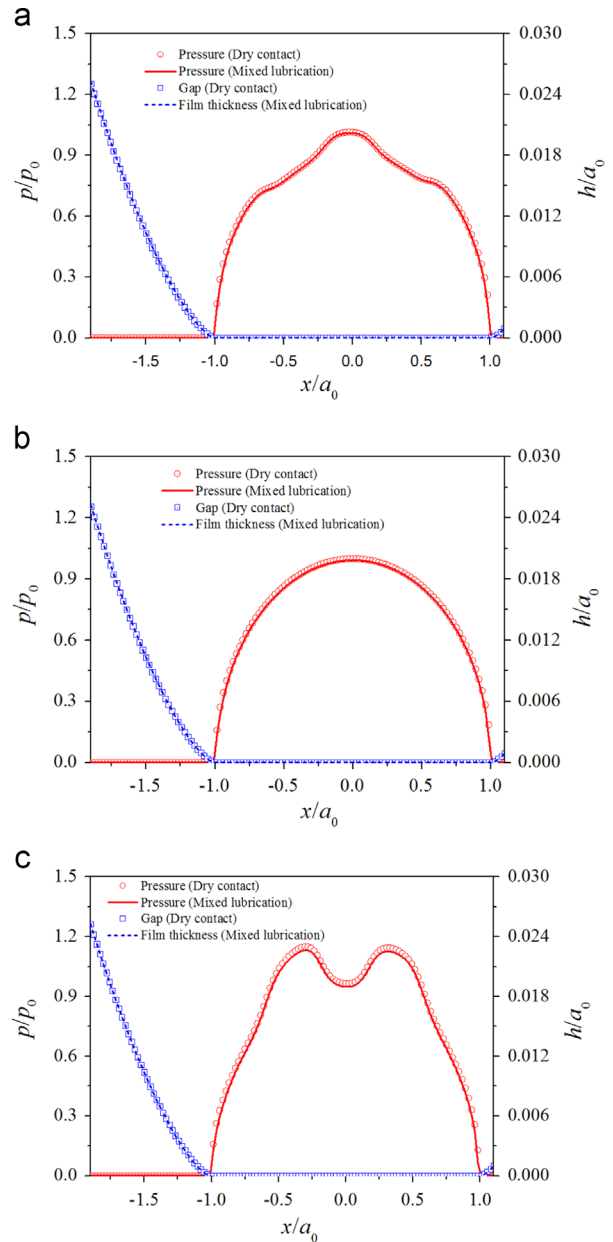 a
1.5
1.2
0.9
0.6
0.3
0.0
p/p0
Pressure (Dry contact)
Pressure (Mixed lubrication)
Gap (Dry contact)
Film thickness (Mixed lubrication)
0.030
0.024
0.018
0.012
0.006
0.000
h/a0
-1.5 -1.0 -0.5 0.0 0.5 1.0
x/a0
b
1.5
1.2
0.9
0.6
0.3
0.0
p/p0
Pressure (Dry contact)
Pressure (Mixed lubrication)
Gap (Dry contact)
Film thickness (Mixed lubrication)
0.030
0.024
0.018
0.012
0.006
0.000
h/a0
-1.5 -1.0 -0.5 0.0 0.5 1.0
x/a0
c
1.5
1.2
0.9
0.6
0.3
0.0
p/p0
Pressure (Dry contact)
Pressure (Mixed lubrication)
Gap (Dry contact)
Film thickness (Mixed lubrication)
0.030
0.024
0.018
0.012
0.006
0.000
h/a0
-1.5 -1.0 -0.5 0.0 0.5 1.0
x/a0